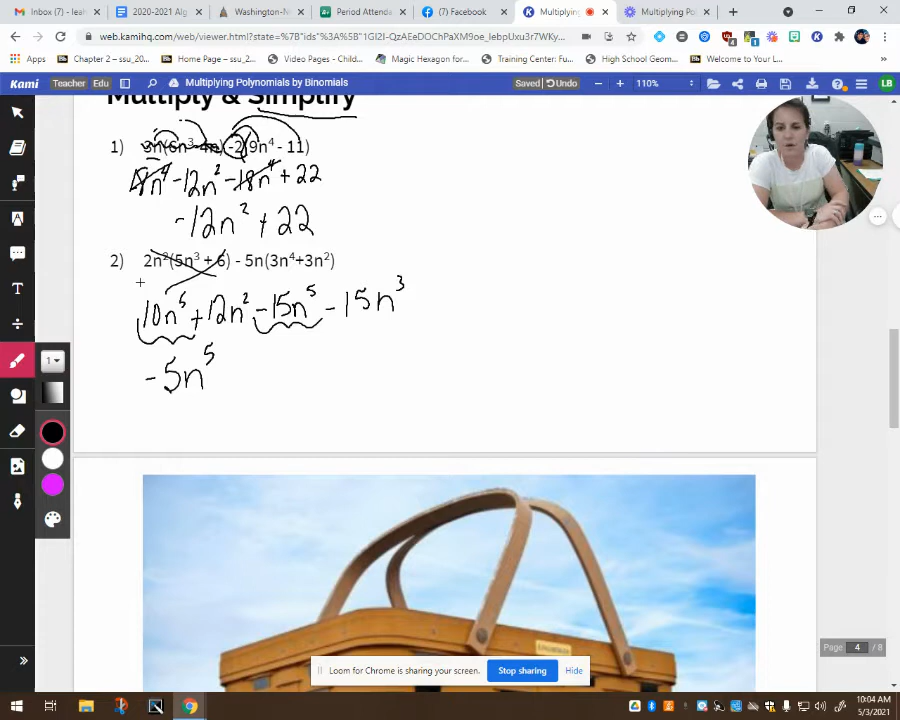 Inbox (7) - leah
2020-2021 Alg
Washington-N
Period Attenda
(7) Facebook
Multiplying
Multiplying Po
web.kamihq.com/web/viewer.html?state=%7B"ids"%3A%5B"1GI2I-QzAEeDOChPaXM9oe_IebpUxu3r7WKy...
Apps
Chapter 2 – ssu_2...
Home Page – ssu_2...
Video Pages - Child...
Magic Hexagon for...
Training Center: Fu...
High School Geome...
Welcome to Your L...
Kami
Teacher
Edu
Multiplying Polynomials by Binomials
Saved
Undo
110%
LB
Multiply & Simplify
1) 3n(6n³ - 4n) -2(9n⁴ - 11)
18n⁴ - 12n² - 18n⁴ + 22
-12n² + 22
2) 2n²(5n³ + 6) - 5n(3n⁴+3n²)
10n⁵ + 12n² - 15n⁵ - 15n³
-5n⁵
1
Page 4 / 8
Loom for Chrome is sharing your screen.
Stop sharing
Hide
10:04 AM
5/3/2021